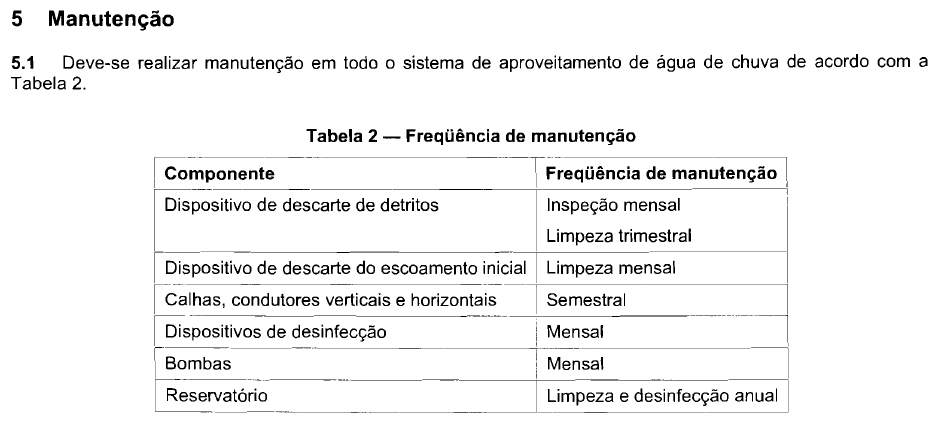 5 Manutenção
5.1 Deve-se realizar manutenção em todo o sistema de aproveitamento de água de chuva de acordo com a
Tabela 2.
Tabela 2 — Freqüência de manutenção
Componente Freqüência de manutenção
Dispositivo de descarte de detritos Inspeção mensal
Limpeza trimestral
Dispositivo de descarte do escoamento inicial Limpeza mensal
Calhas, condutores verticais e horizontais Semestral
Dispositivos de desinfecção Mensal
Bombas Mensal
Reservatório Limpeza e desinfecção anual